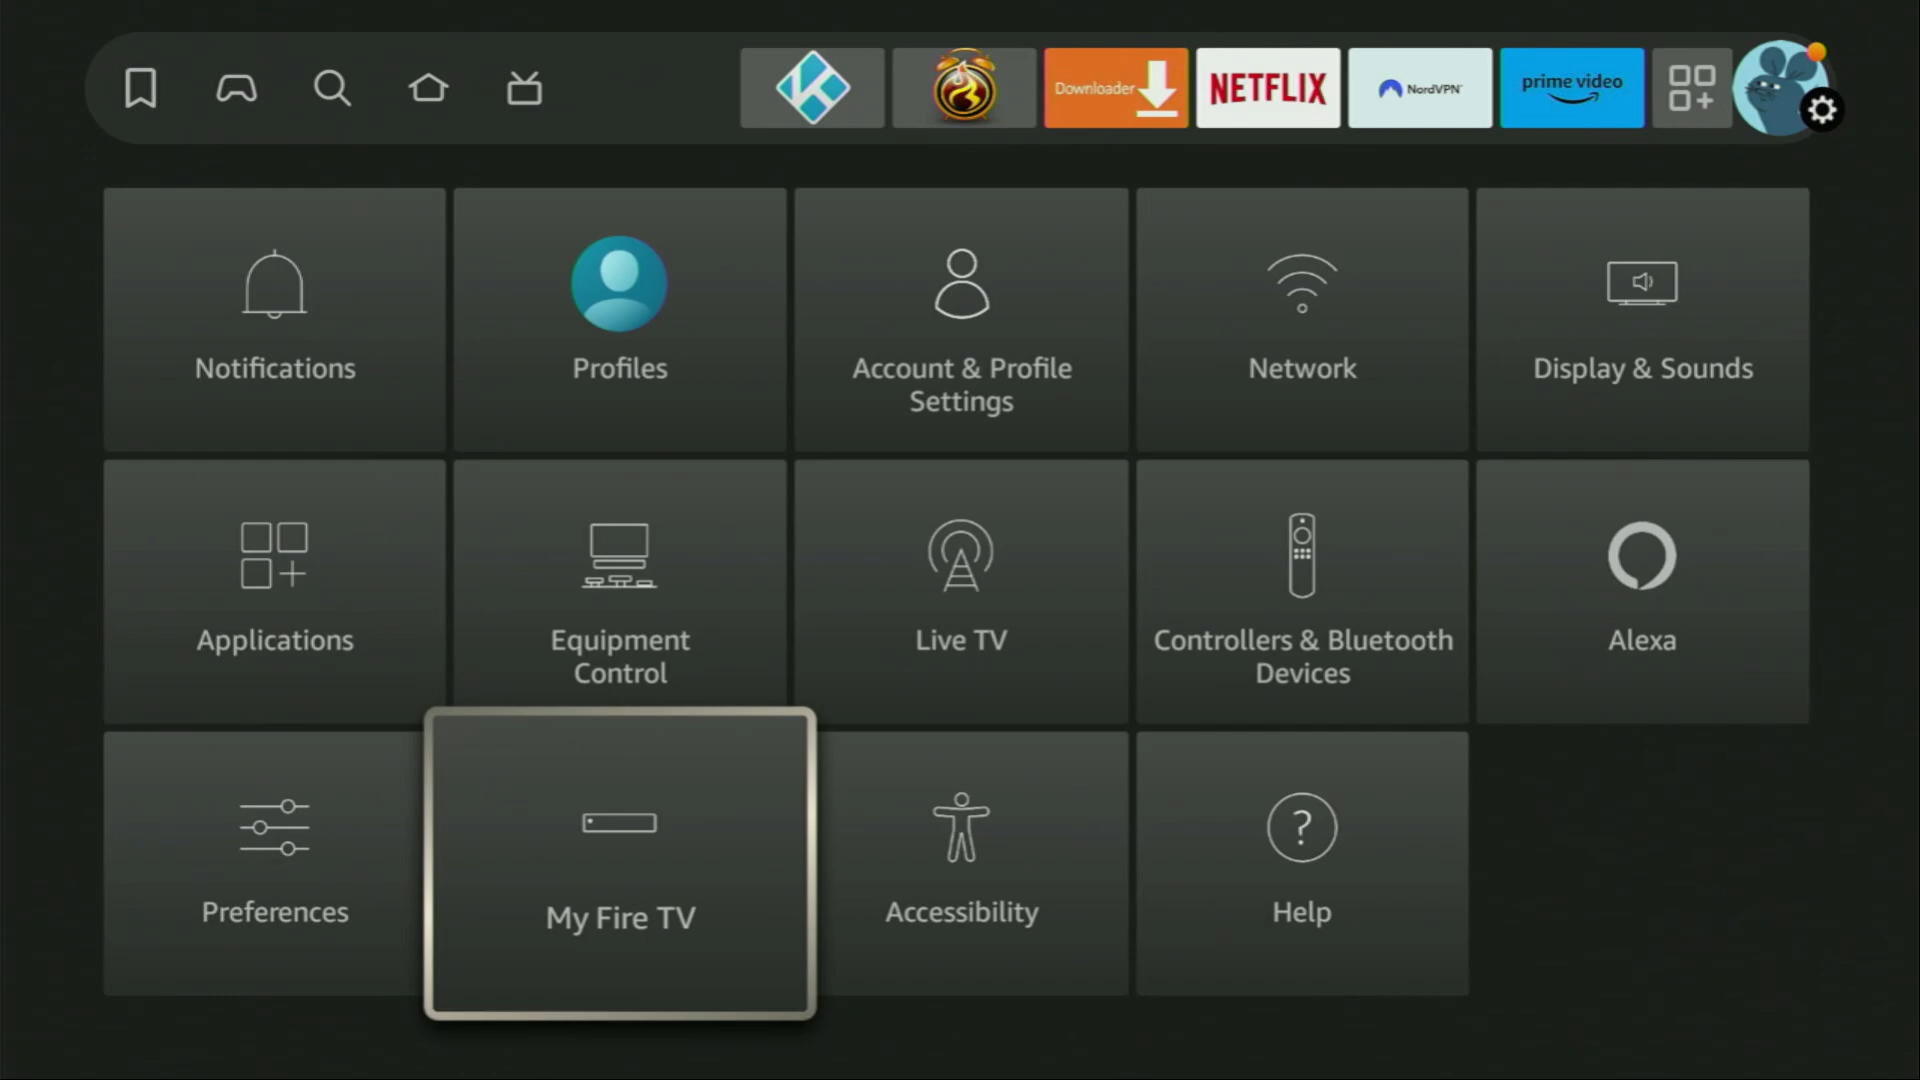 Downloader
NETFLIX
NordVPN
prime video
Notifications
Profiles
Account & Profile
Settings
Network
Display & Sounds
Applications
Equipment
Control
Live TV
Controllers & Bluetooth
Devices
Alexa
Preferences
My Fire TV
Accessibility
Help